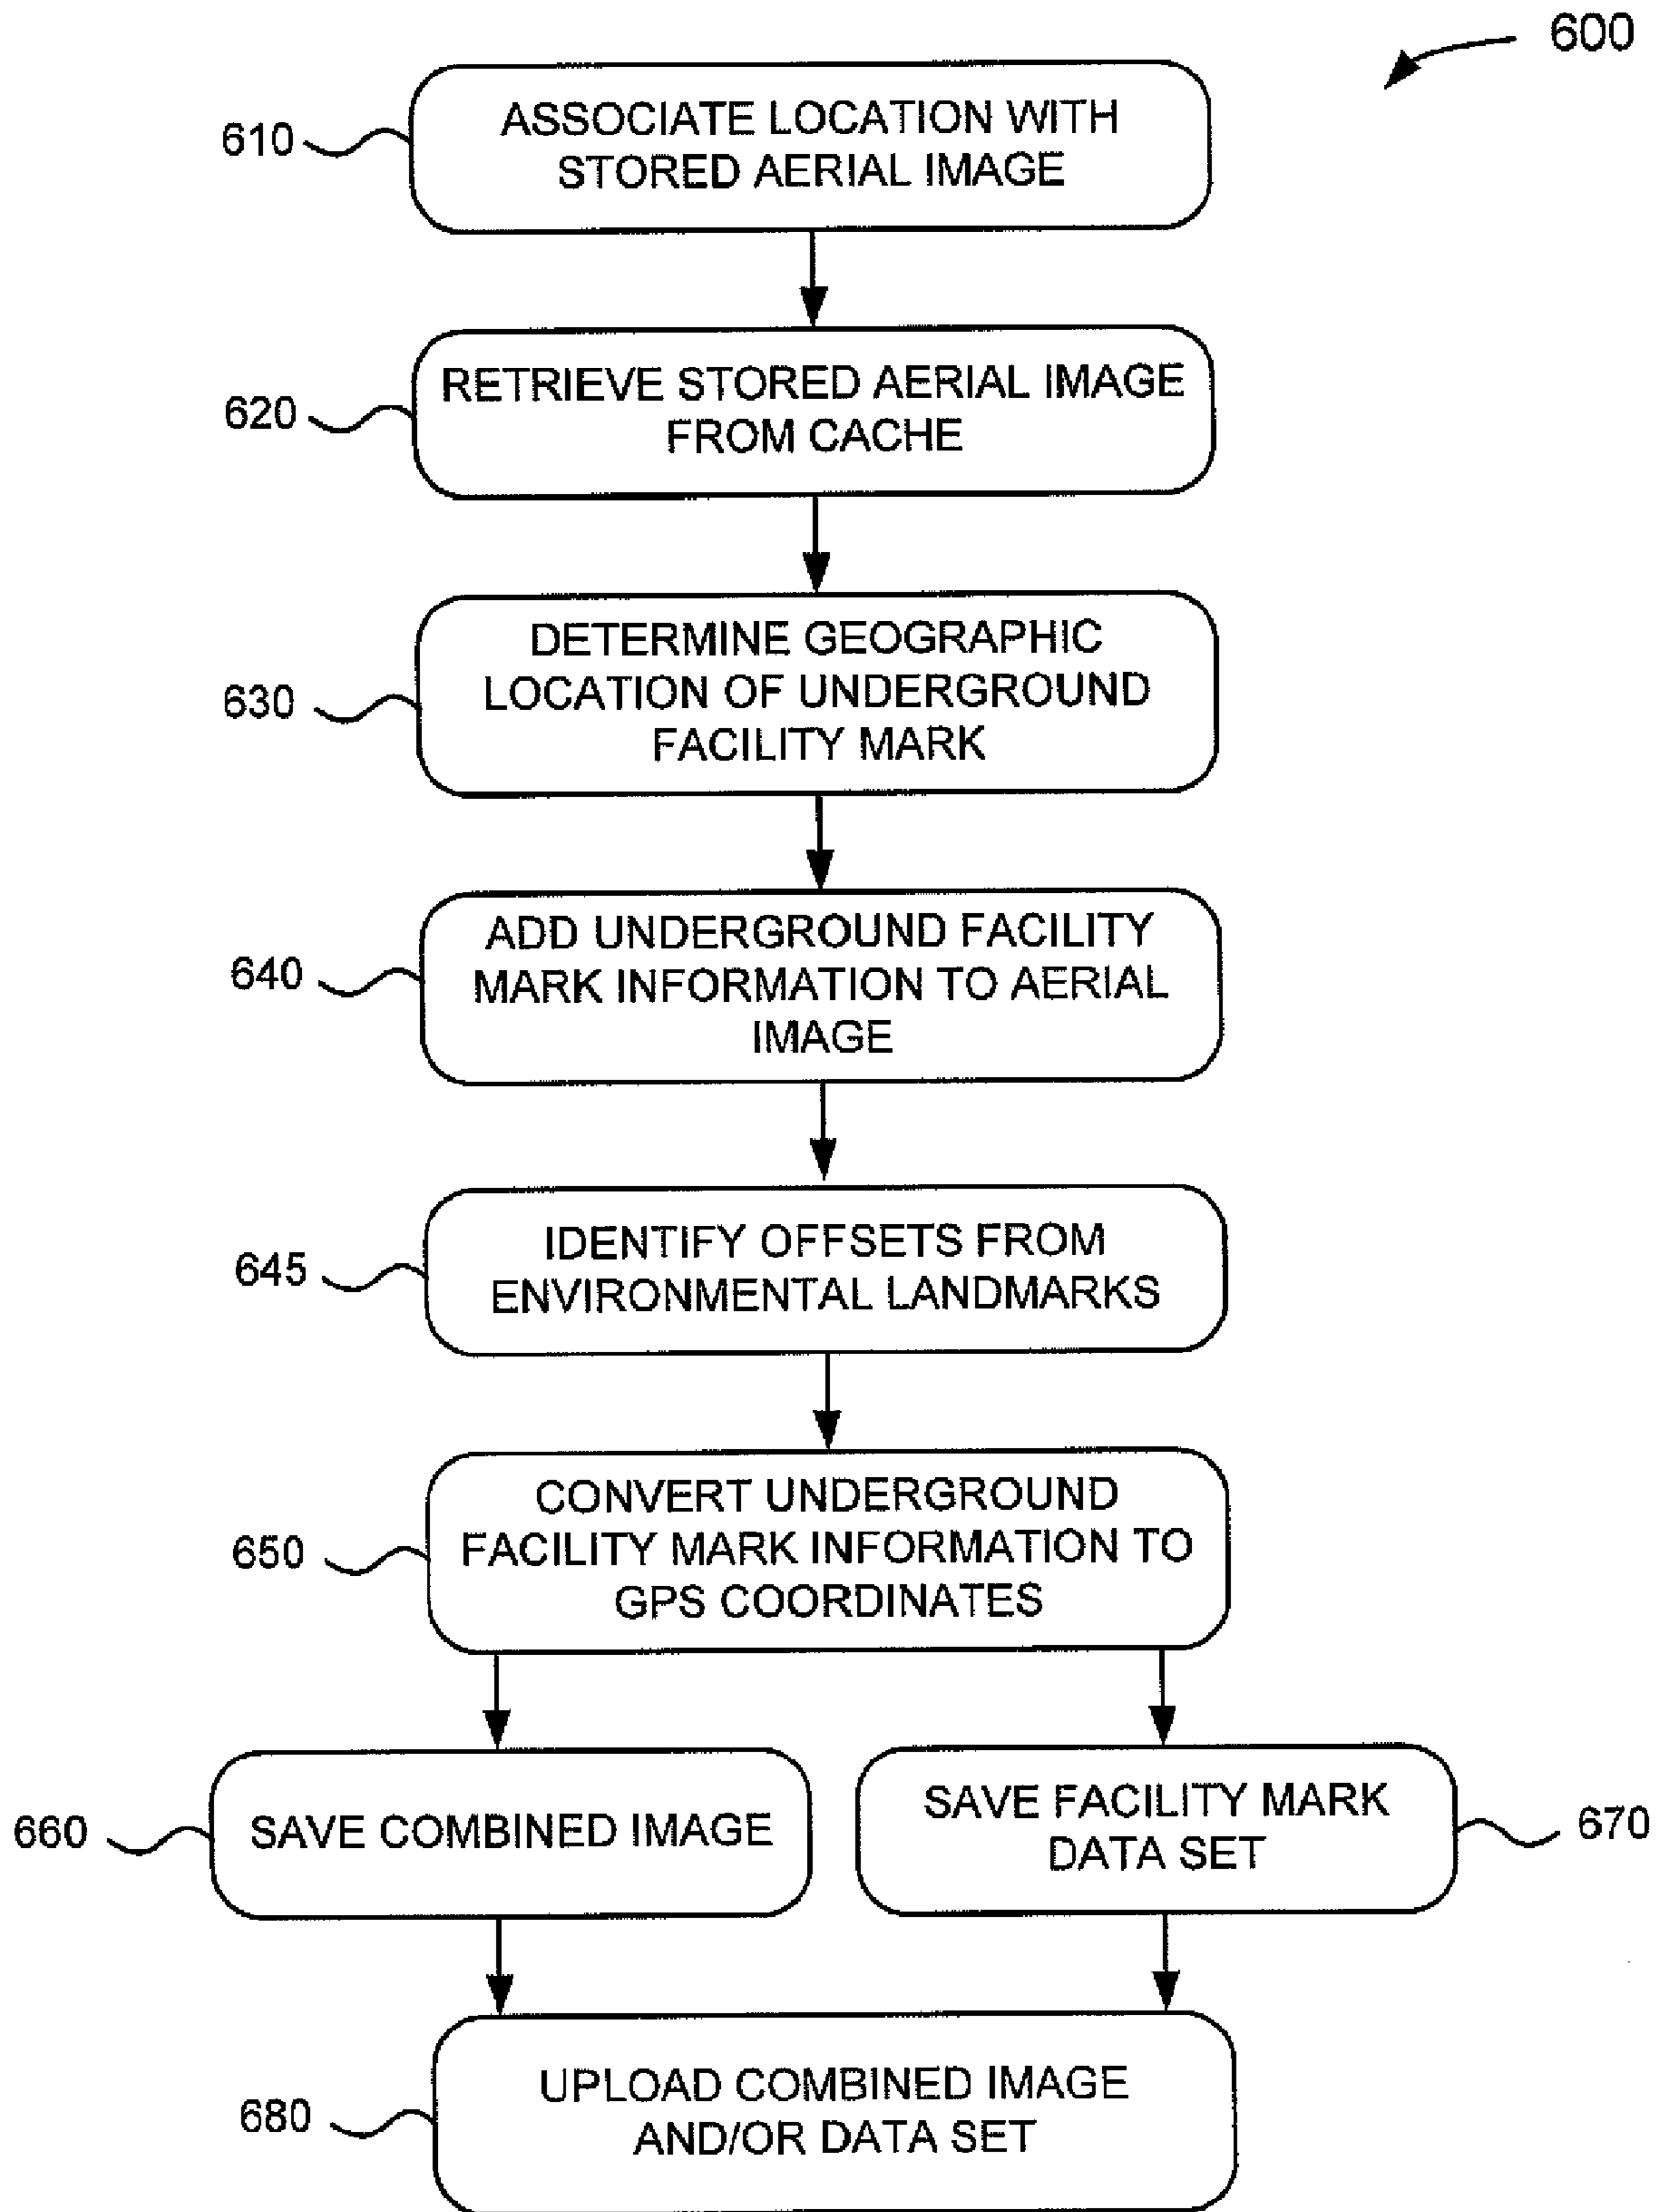 600
610
ASSOCIATE LOCATION WITH
STORED AERIAL IMAGE
620
RETRIEVE STORED AERIAL IMAGE
FROM CACHE
630
DETERMINE GEOGRAPHIC
LOCATION OF UNDERGROUND
FACILITY MARK
640
ADD UNDERGROUND FACILITY
MARK INFORMATION TO AERIAL
IMAGE
645
IDENTIFY OFFSETS FROM
ENVIRONMENTAL LANDMARKS
650
CONVERT UNDERGROUND
FACILITY MARK INFORMATION TO
GPS COORDINATES
660
SAVE COMBINED IMAGE
SAVE FACILITY MARK
DATA SET
670
680
UPLOAD COMBINED IMAGE
AND/OR DATA SET